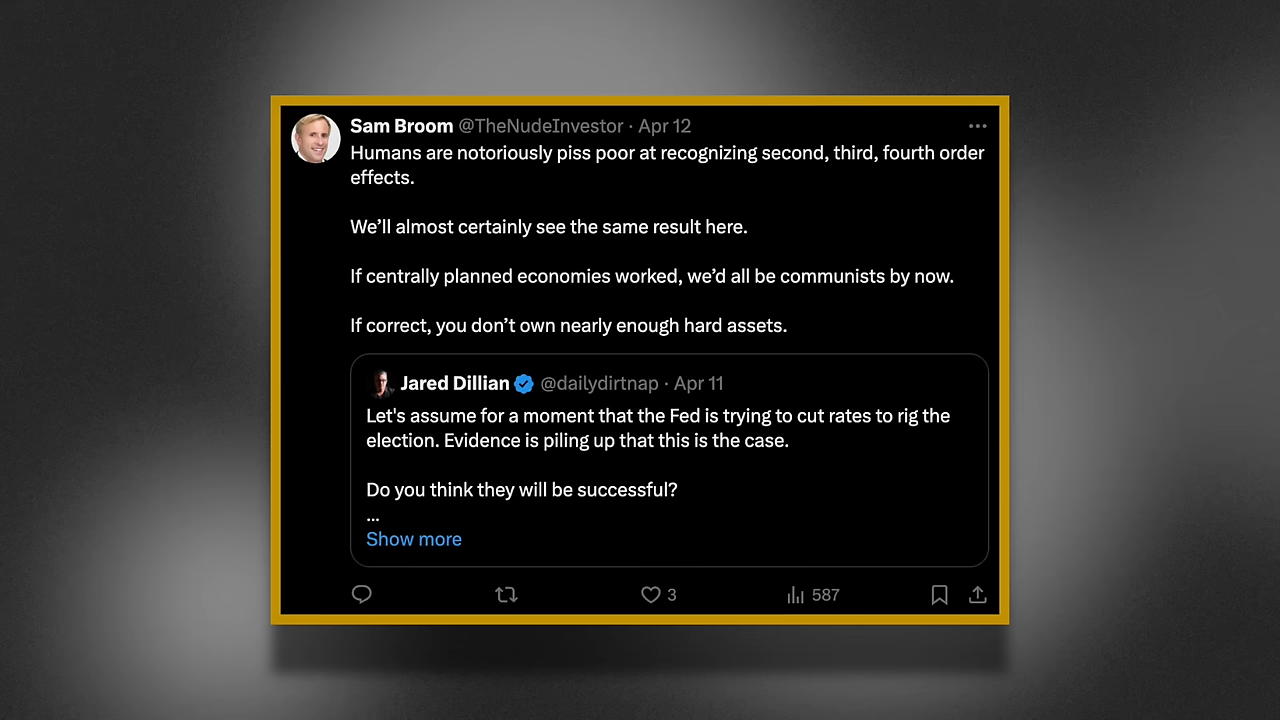 Sam Broom @TheNudeInvestor · Apr 12
Humans are notoriously piss poor at recognizing second, third, fourth order
effects.
We’ll almost certainly see the same result here.
If centrally planned economies worked, we’d all be communists by now.
If correct, you don’t own nearly enough hard assets.
Jared Dillian @dailydirtnap · Apr 11
Let's assume for a moment that the Fed is trying to cut rates to rig the
election. Evidence is piling up that this is the case.
Do you think they will be successful?
...
Show more
3 587